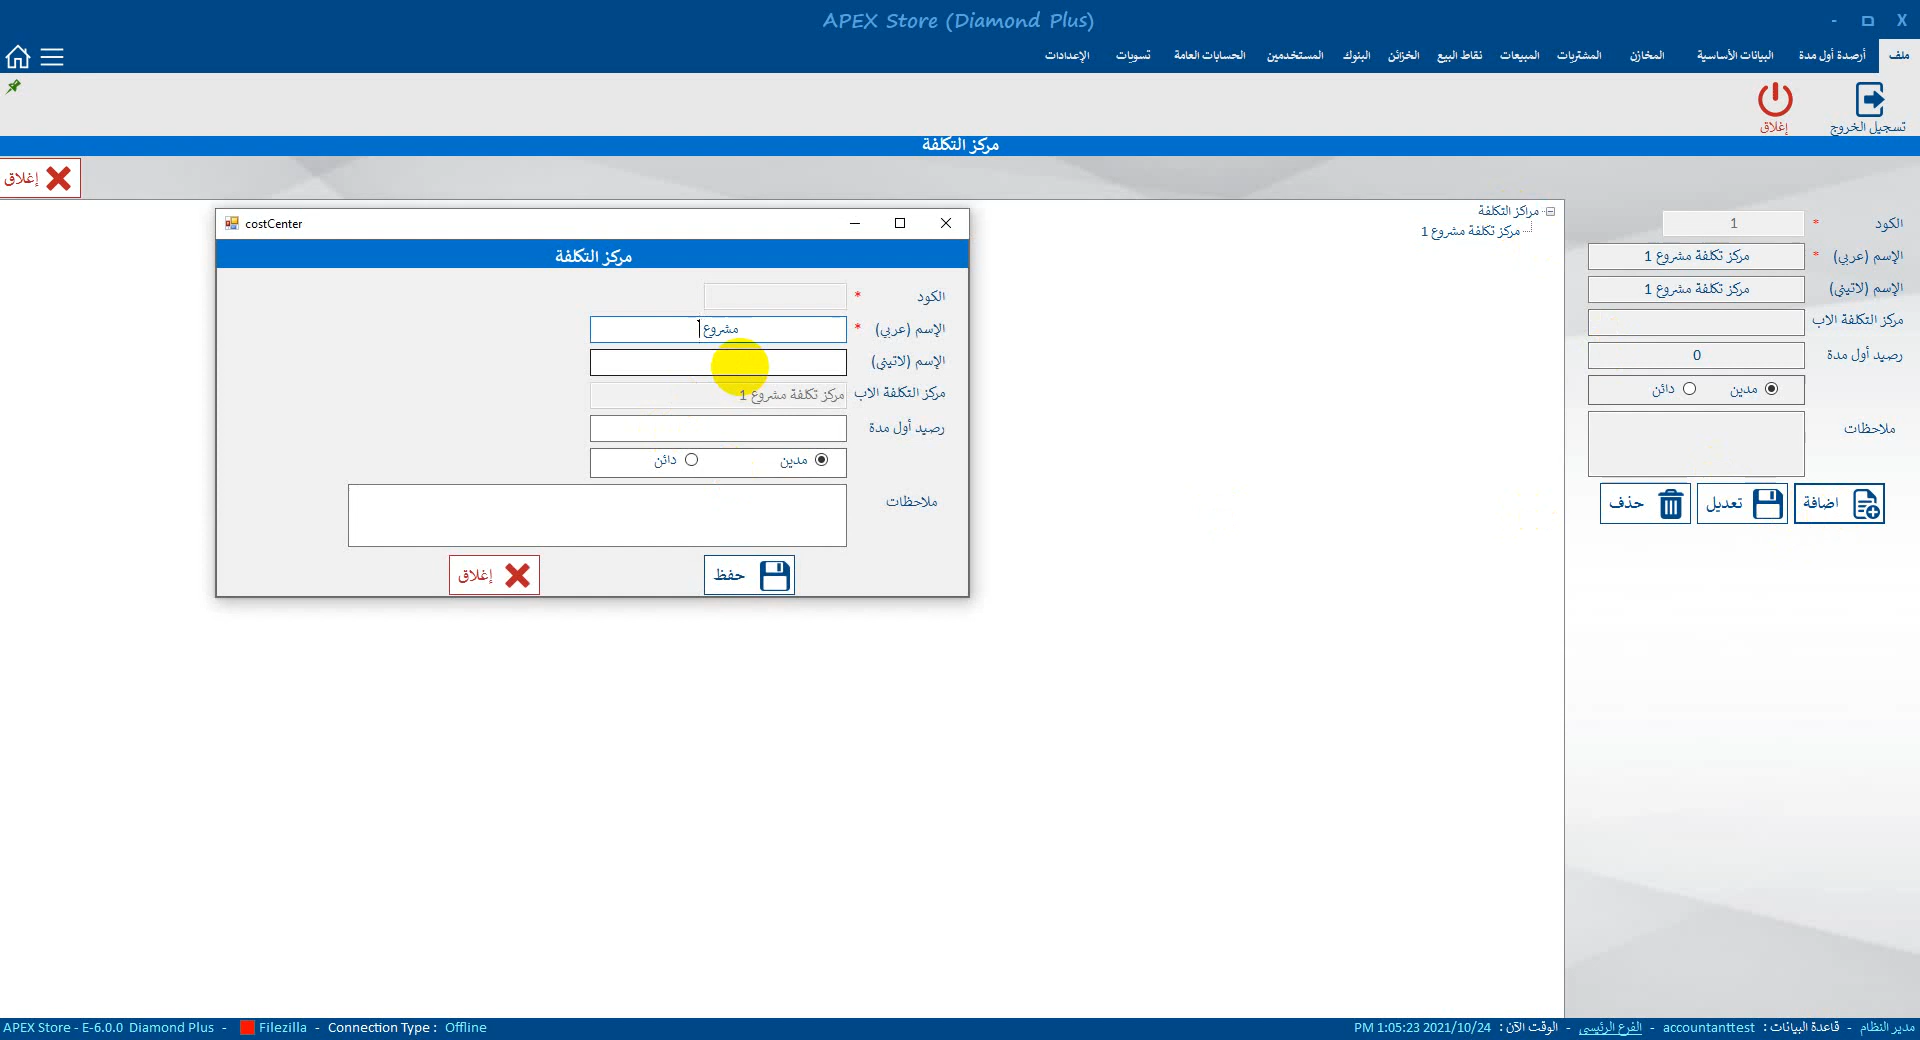 APEX Store (Diamond Plus)
- X
ملف أرصدة أول مدة البيانات الأساسية المخازن المشتريات المبيعات نقاط البيع الخزائن البنوك المستخدمين الحسابات العامة تسويات الإعدادات
تسجيل الخروج
إغلاق
مركز التكلفة
إغلاق
مراكز التكلفة
مركز تكلفة مشروع 1
الكود * 1
الإسم (عربي) * مركز تكلفة مشروع 1
الإسم (لاتيني) مركز تكلفة مشروع 1
مركز التكلفة الاب
رصيد أول مدة 0
مدين دائن
ملاحظات
اضافة تعديل حذف
costCenter
مركز التكلفة
الكود *
الإسم (عربي) * مشروع
الإسم (لاتيني)
مركز التكلفة الاب مركز تكلفة مشروع 1
رصيد أول مدة
مدين دائن
ملاحظات
حفظ إغلاق
APEX Store - E-6.0.0 Diamond Plus - Filezilla - Connection Type : Offline
مدير النظام - قاعدة البيانات : accountanttest - الفرع الرئيسي - الوقت الآن : 2021/10/24 1:05:23 PM